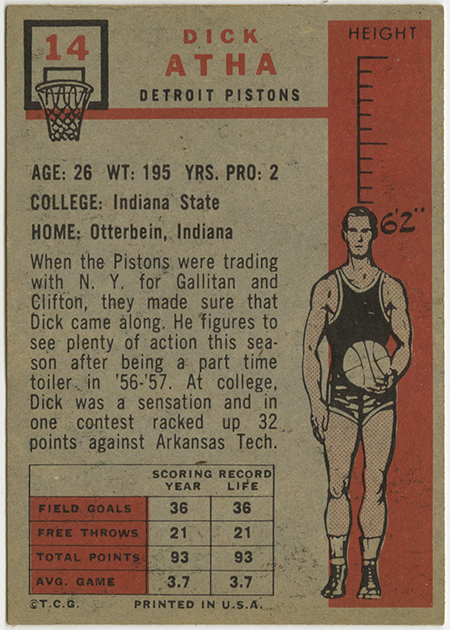 14
DICK
ATHA
DETROIT PISTONS
HEIGHT
6'2"
AGE: 26 WT: 195 YRS. PRO: 2
COLLEGE: Indiana State
HOME: Otterbein, Indiana
When the Pistons were trading
with N. Y. for Gallitan and
Clifton, they made sure that
Dick came along. He figures to
see plenty of action this sea-
son after being a part time
toiler in '56-'57. At college,
Dick was a sensation and in
one contest racked up 32
points against Arkansas Tech.
SCORING RECORD
YEAR LIFE
FIELD GOALS 36 36
FREE THROWS 21 21
TOTAL POINTS 93 93
AVG. GAME 3.7 3.7
©T.C.G. PRINTED IN U.S.A.